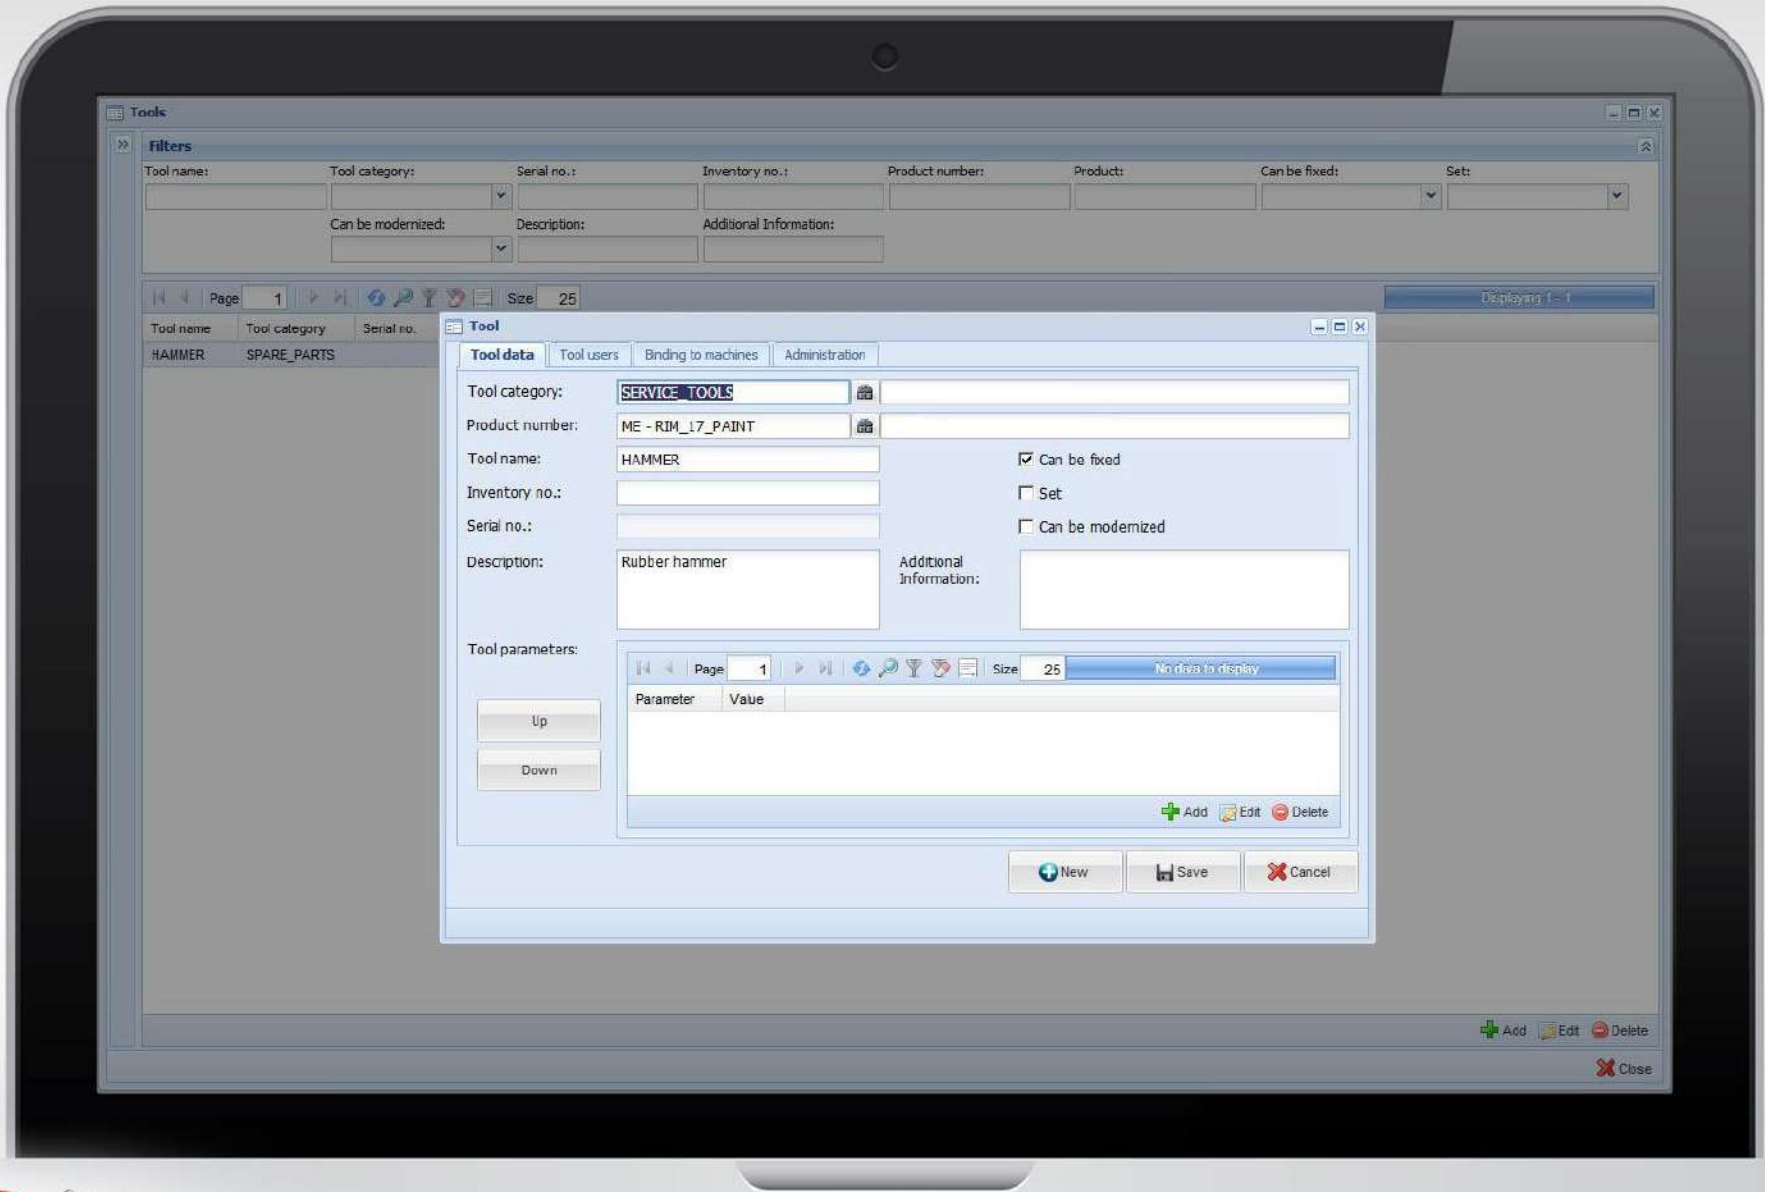 Tools
Filters
Tool name: Tool category: Serial no.: Inventory no.: Product number: Product: Can be fixed: Set:
Can be modernized: Description: Additional Information:
Page 1 Size 25 Displaying 1 - 1
Tool name Tool category Serial no.
HAMMER SPARE_PARTS
Tool
Tool data Tool users Binding to machines Administration
Tool category: SERVICE_TOOLS
Product number: ME - RIM_17_PAINT
Tool name: HAMMER Can be fixed
Inventory no.: Set
Serial no.: Can be modernized
Description: Rubber hammer Additional
Information:
Tool parameters:
Page 1 Size 25 No data to display
Parameter Value
Up
Down
Add Edit Delete
New Save Cancel
Add Edit Delete
Close